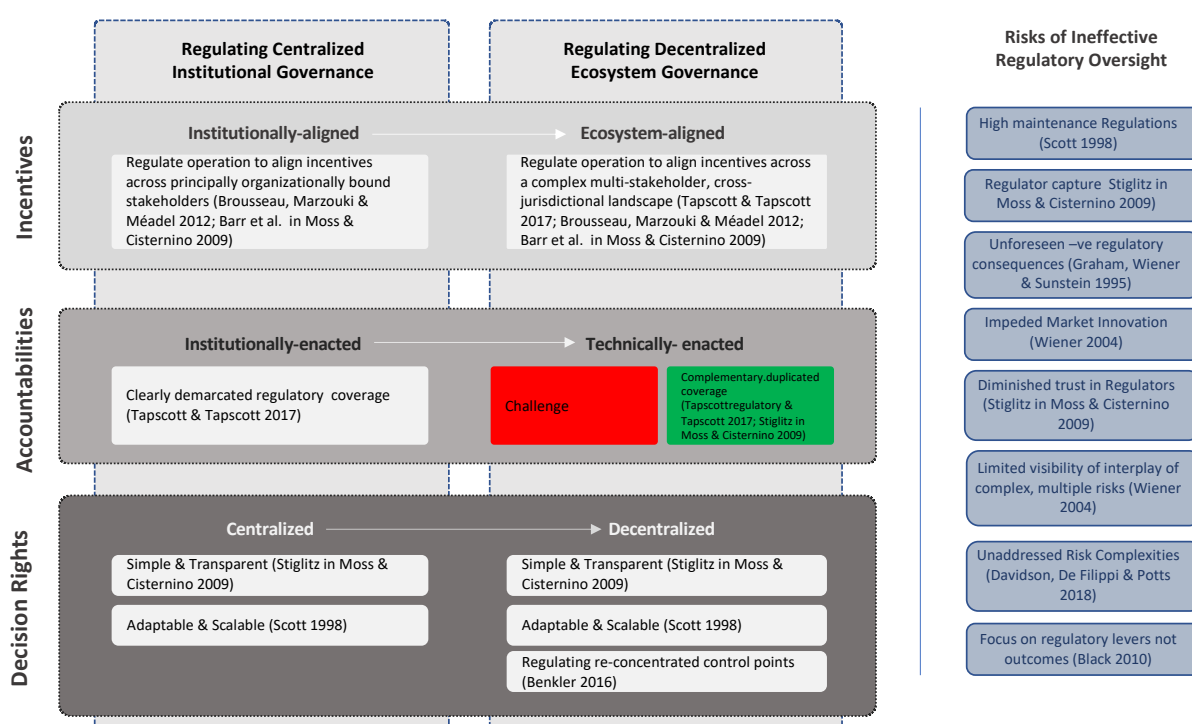 Regulating Centralized
Institutional Governance
Regulating Decentralized
Ecosystem Governance
Risks of Ineffective
Regulatory Oversight
Incentives
Institutionally-aligned
Ecosystem-aligned
Regulate operation to align incentives
across principally organizationally bound
stakeholders (Brousseau, Marzouki &
Méadel 2012; Barr et al. in Moss &
Cisternino 2009)
Regulate operation to align incentives across
a complex multi-stakeholder, cross-
jurisdictional landscape (Tapscott & Tapscott
2017; Brousseau, Marzouki & Méadel 2012;
Barr et al. in Moss & Cisternino 2009)
Accountabilities
Institutionally-enacted
Technically- enacted
Clearly demarcated regulatory coverage
(Tapscott & Tapscott 2017)
Challenge
Complementary.duplicated
coverage
(Tapscottregulatory &
Tapscott 2017; Stiglitz in
Moss & Cisternino 2009)
Decision Rights
Centralized
Decentralized
Simple & Transparent (Stiglitz in Moss &
Cisternino 2009)
Adaptable & Scalable (Scott 1998)
Simple & Transparent (Stiglitz in Moss &
Cisternino 2009)
Adaptable & Scalable (Scott 1998)
Regulating re-concentrated control points
(Benkler 2016)
High maintenance Regulations
(Scott 1998)
Regulator capture Stiglitz in
Moss & Cisternino 2009)
Unforeseen –ve regulatory
consequences (Graham, Wiener
& Sunstein 1995)
Impeded Market Innovation
(Wiener 2004)
Diminished trust in Regulators
(Stiglitz in Moss & Cisternino
2009)
Limited visibility of interplay of
complex, multiple risks (Wiener
2004)
Unaddressed Risk Complexities
(Davidson, De Filippi & Potts
2018)
Focus on regulatory levers not
outcomes (Black 2010)